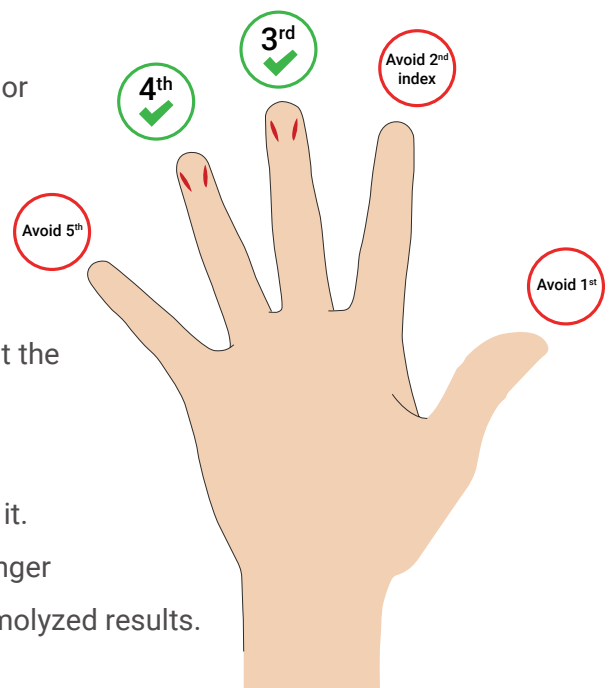 3rd
or
Avoid 2nd
index
4th
Avoid 5th
Avoid 1st
t the
it.
nger
molyzed results.